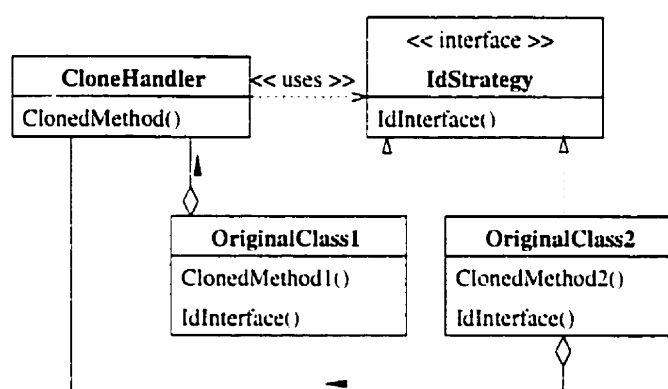 << interface >>
CloneHandler
<< uses >>
IdStrategy
ClonedMethod()
IdInterface()
OriginalClass1
OriginalClass2
ClonedMethod1()
ClonedMethod2()
IdInterface()
IdInterface()